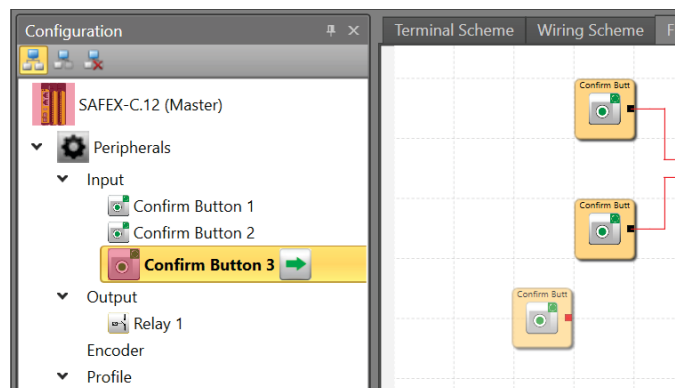 Configuration
Terminal Scheme
Wiring Scheme
F
SAFEX-C.12 (Master)
Peripherals
Input
Confirm Button 1
Confirm Button 2
Confirm Button 3
Output
Relay 1
Encoder
Profile
Confirm Butt
Confirm Butt
Confirm Butt